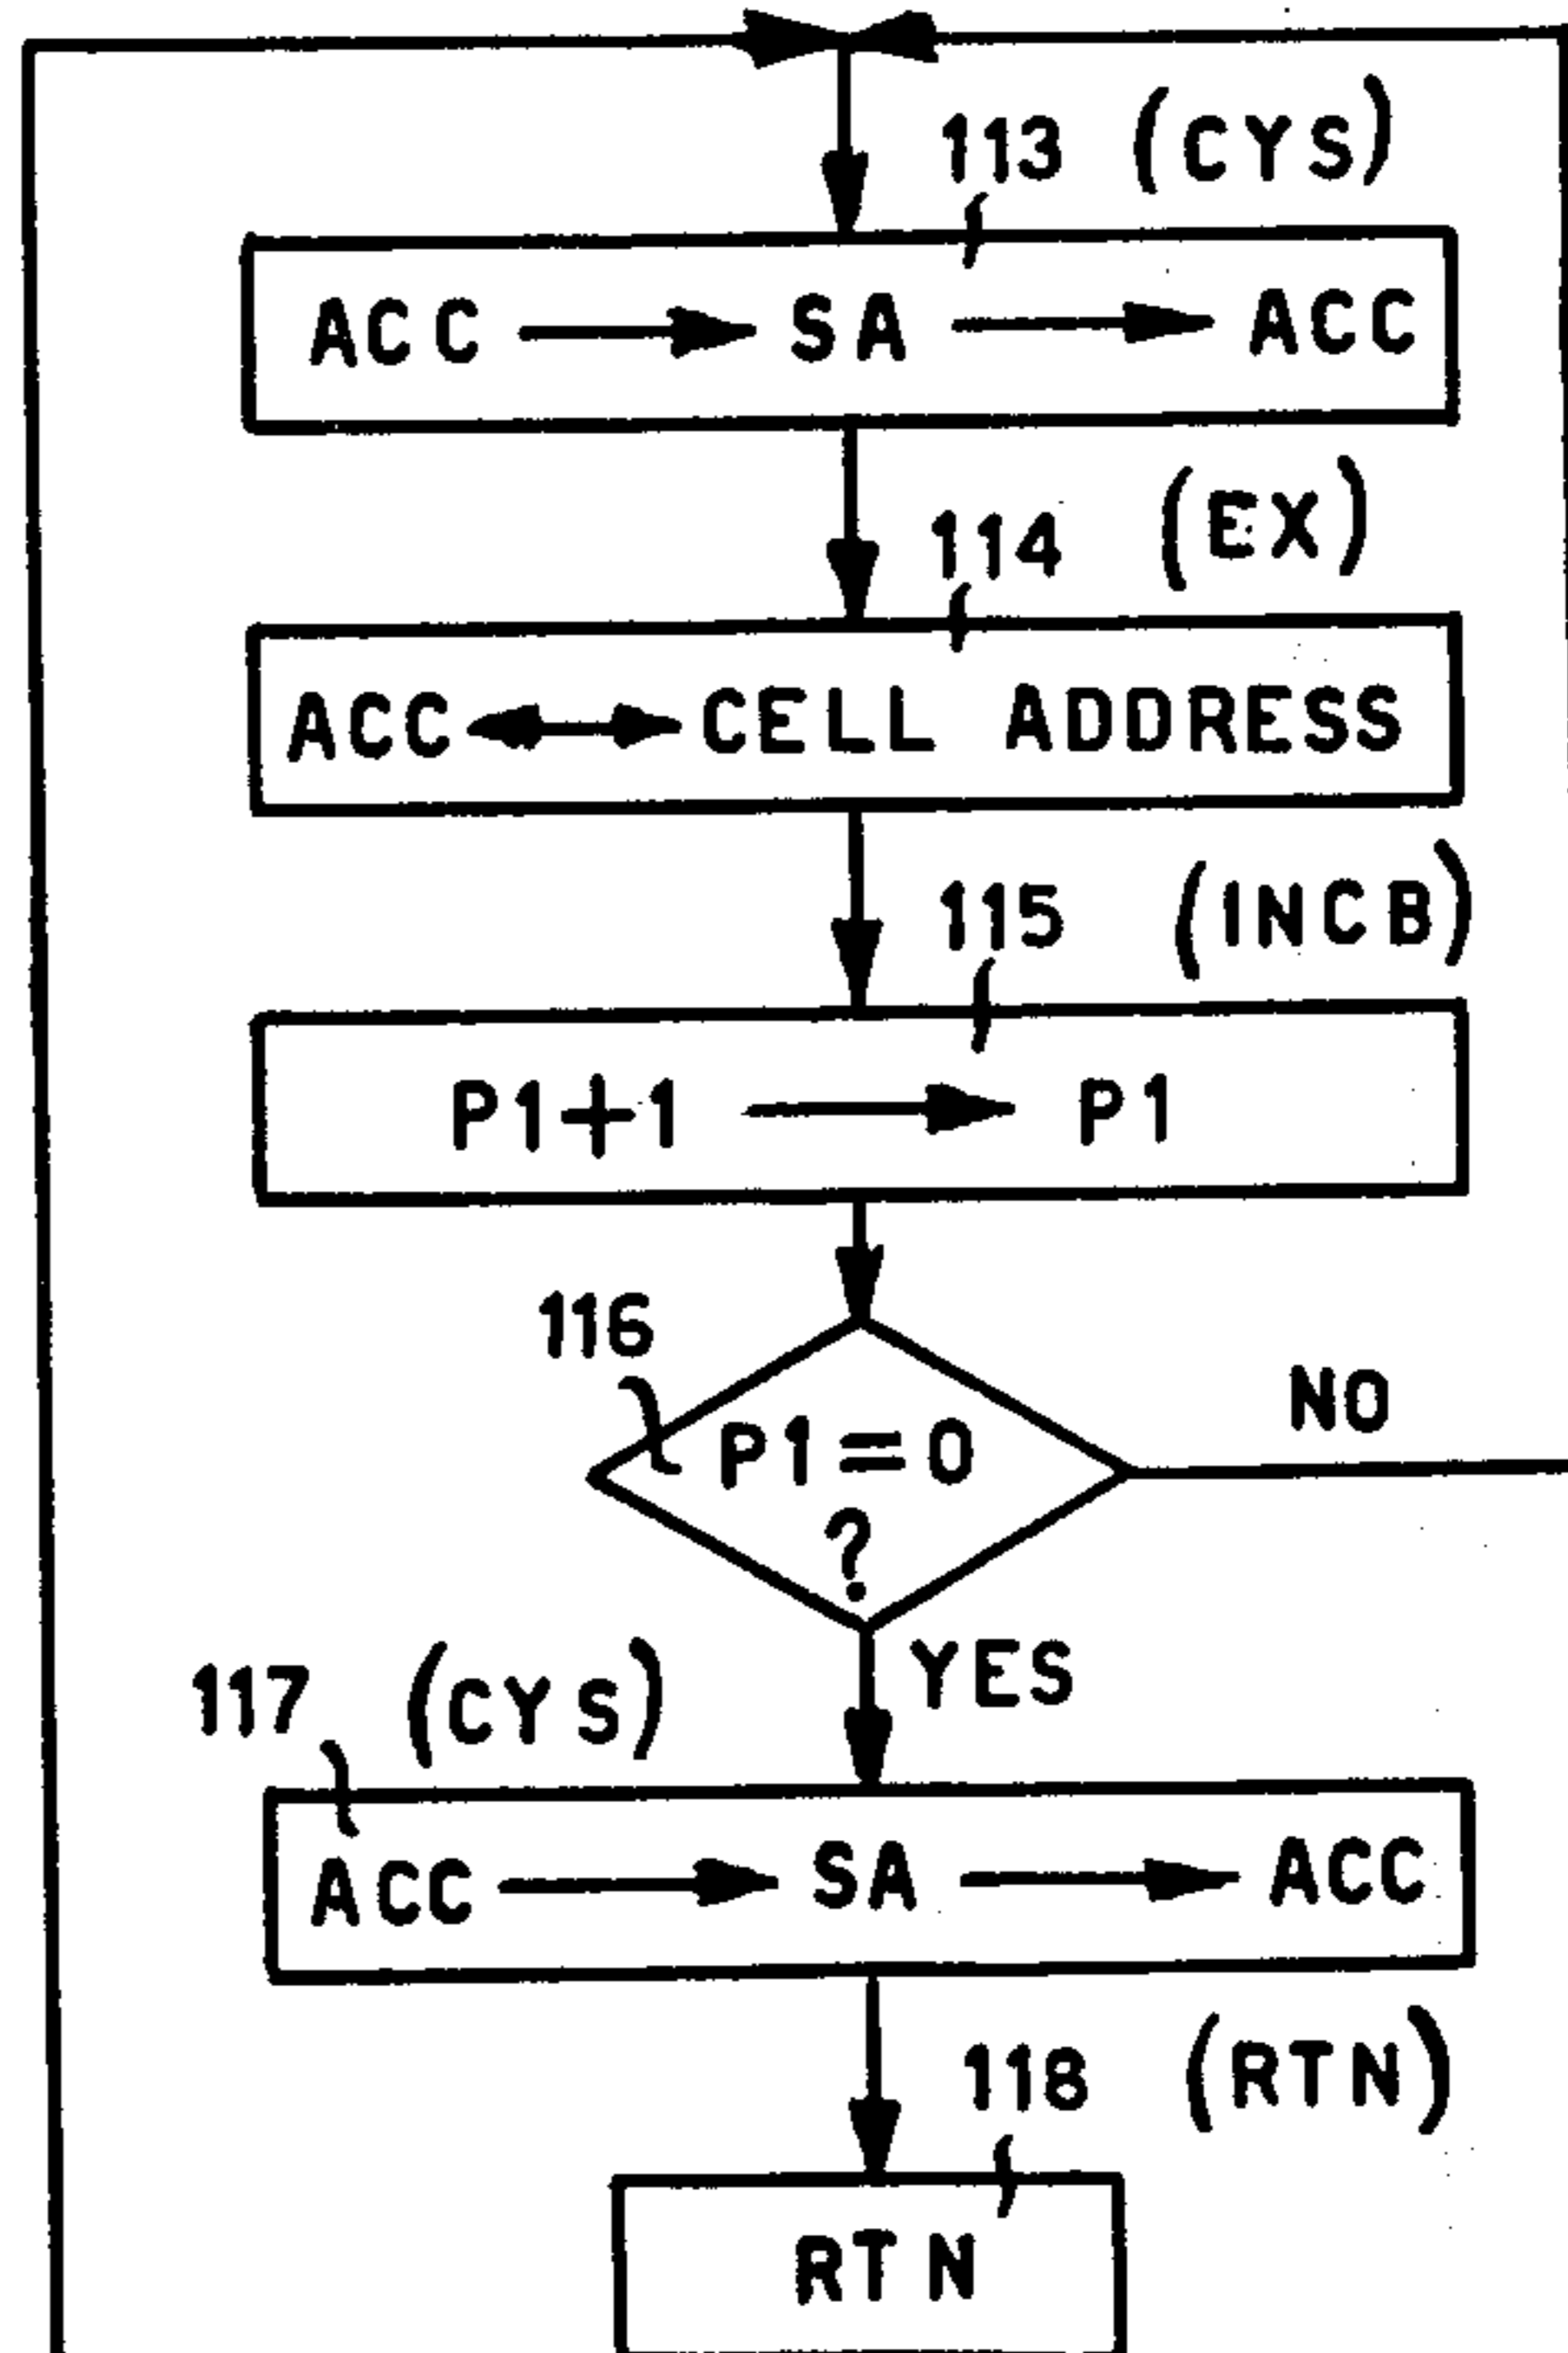 113 (CYS)
ACC → SA → ACC
114 (EX)
ACC ↔ CELL ADDRESS
115 (INCB)
P1+1 → P1
116
P1=0
?
NO
YES
117 (CYS)
ACC → SA → ACC
118 (RTN)
RTN